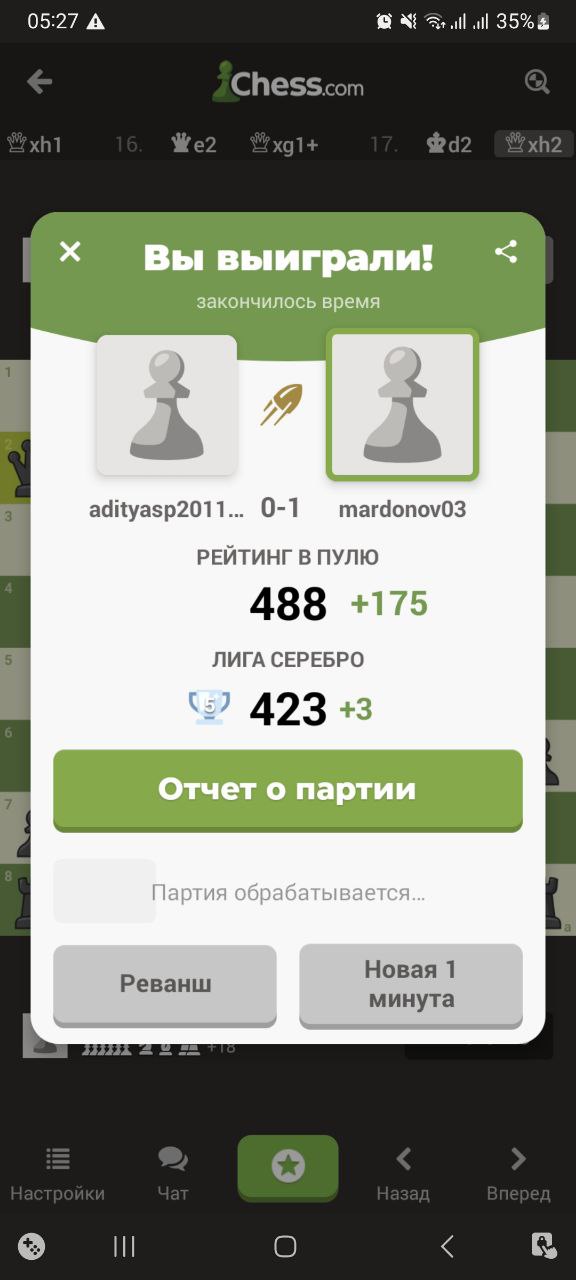 05:27 35%
Chess.com
xh1 16. e2 xg1+ 17. d2 xh2
Вы выиграли!
закончилось время
1
2
3
4
5
6
7
8
a
adityasp2011… 0-1 mardonov03
РЕЙТИНГ В ПУЛЮ
488 +175
ЛИГА СЕРЕБРО
5 423 +3
Отчет о партии
Партия обрабатывается…
Реванш
Новая 1
минута
+18
Настройки Чат Назад Вперед